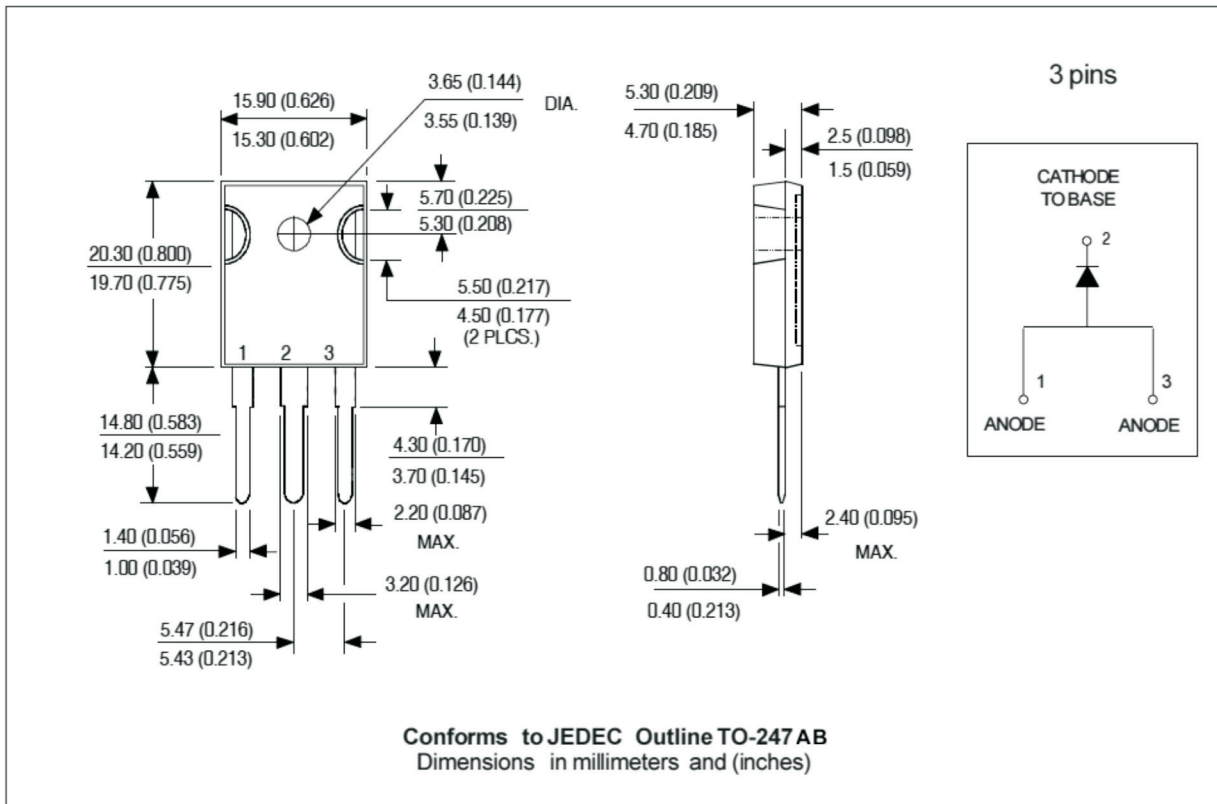 3 pins
15.90 (0.626)
15.30 (0.602)
3.65 (0.144)
3.55 (0.139)
DIA.
5.30 (0.209)
4.70 (0.185)
2.5 (0.098)
1.5 (0.059)
5.70 (0.225)
5.30 (0.208)
20.30 (0.800)
19.70 (0.775)
5.50 (0.217)
4.50 (0.177)
(2 PLCS.)
1 2 3
14.80 (0.583)
14.20 (0.559)
4.30 (0.170)
3.70 (0.145)
2.20 (0.087)
MAX.
1.40 (0.056)
1.00 (0.039)
3.20 (0.126)
MAX.
5.47 (0.216)
5.43 (0.213)
2.40 (0.095)
MAX.
0.80 (0.032)
0.40 (0.213)
CATHODE
TO BASE
2
1
3
ANODE
ANODE
Conforms to JEDEC Outline TO-247AB
Dimensions in millimeters and (inches)